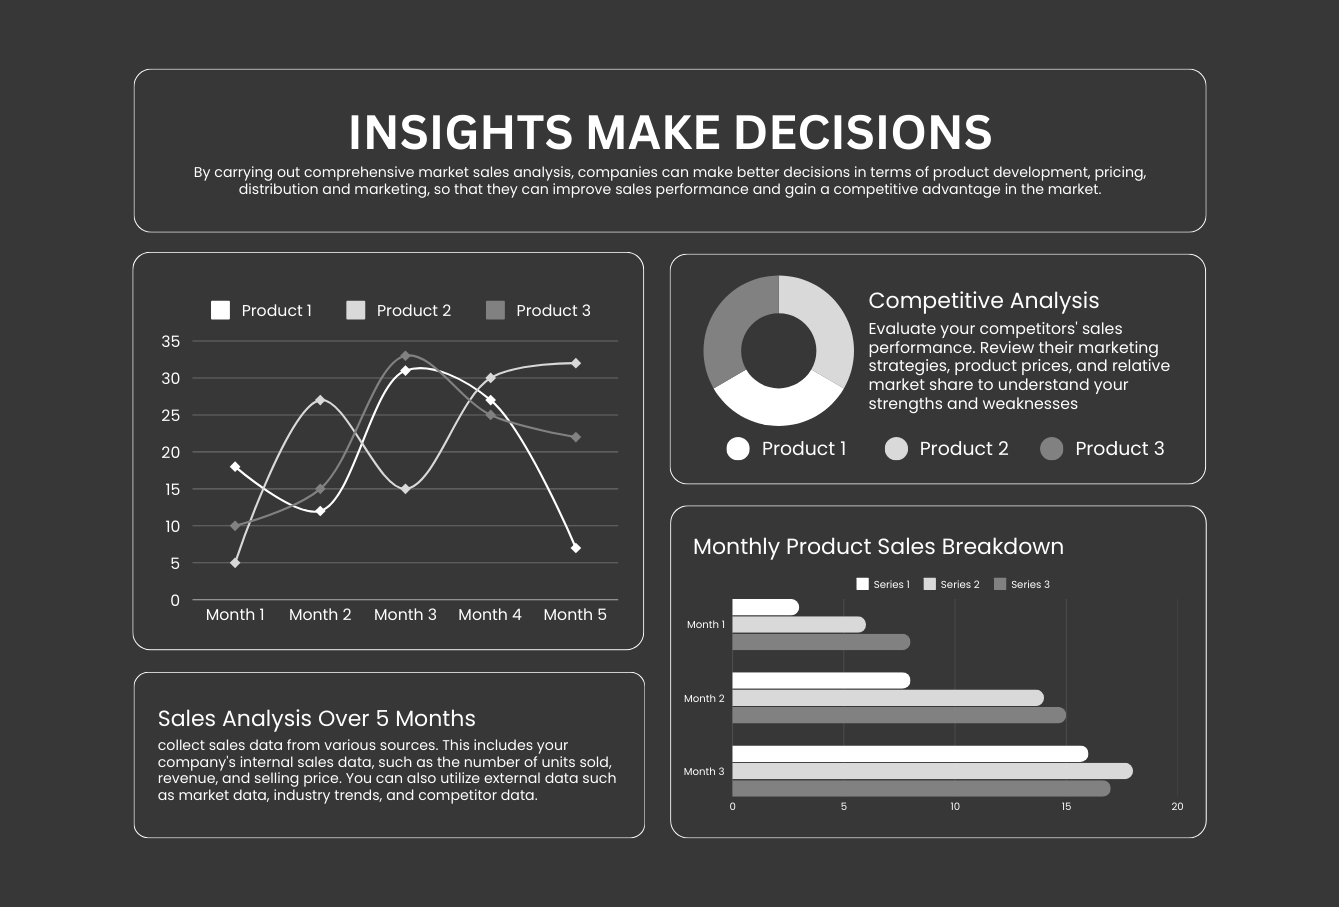 INSIGHTS MAKE DECISIONS
By carrying out comprehensive market sales analysis, companies can make better decisions in terms of product development, pricing,
distribution and marketing, so that they can improve sales performance and gain a competitive advantage in the market.
Product 1 Product 2 Product 3
35
30
25
20
15
10
5
0
Month 1 Month 2 Month 3 Month 4 Month 5
Sales Analysis Over 5 Months
collect sales data from various sources. This includes your
company's internal sales data, such as the number of units sold,
revenue, and selling price. You can also utilize external data such
as market data, industry trends, and competitor data.
Competitive Analysis
Evaluate your competitors' sales
performance. Review their marketing
strategies, product prices, and relative
market share to understand your
strengths and weaknesses
Product 1 Product 2 Product 3
Monthly Product Sales Breakdown
Series 1 Series 2 Series 3
Month 1
Month 2
Month 3
0 5 10 15 20